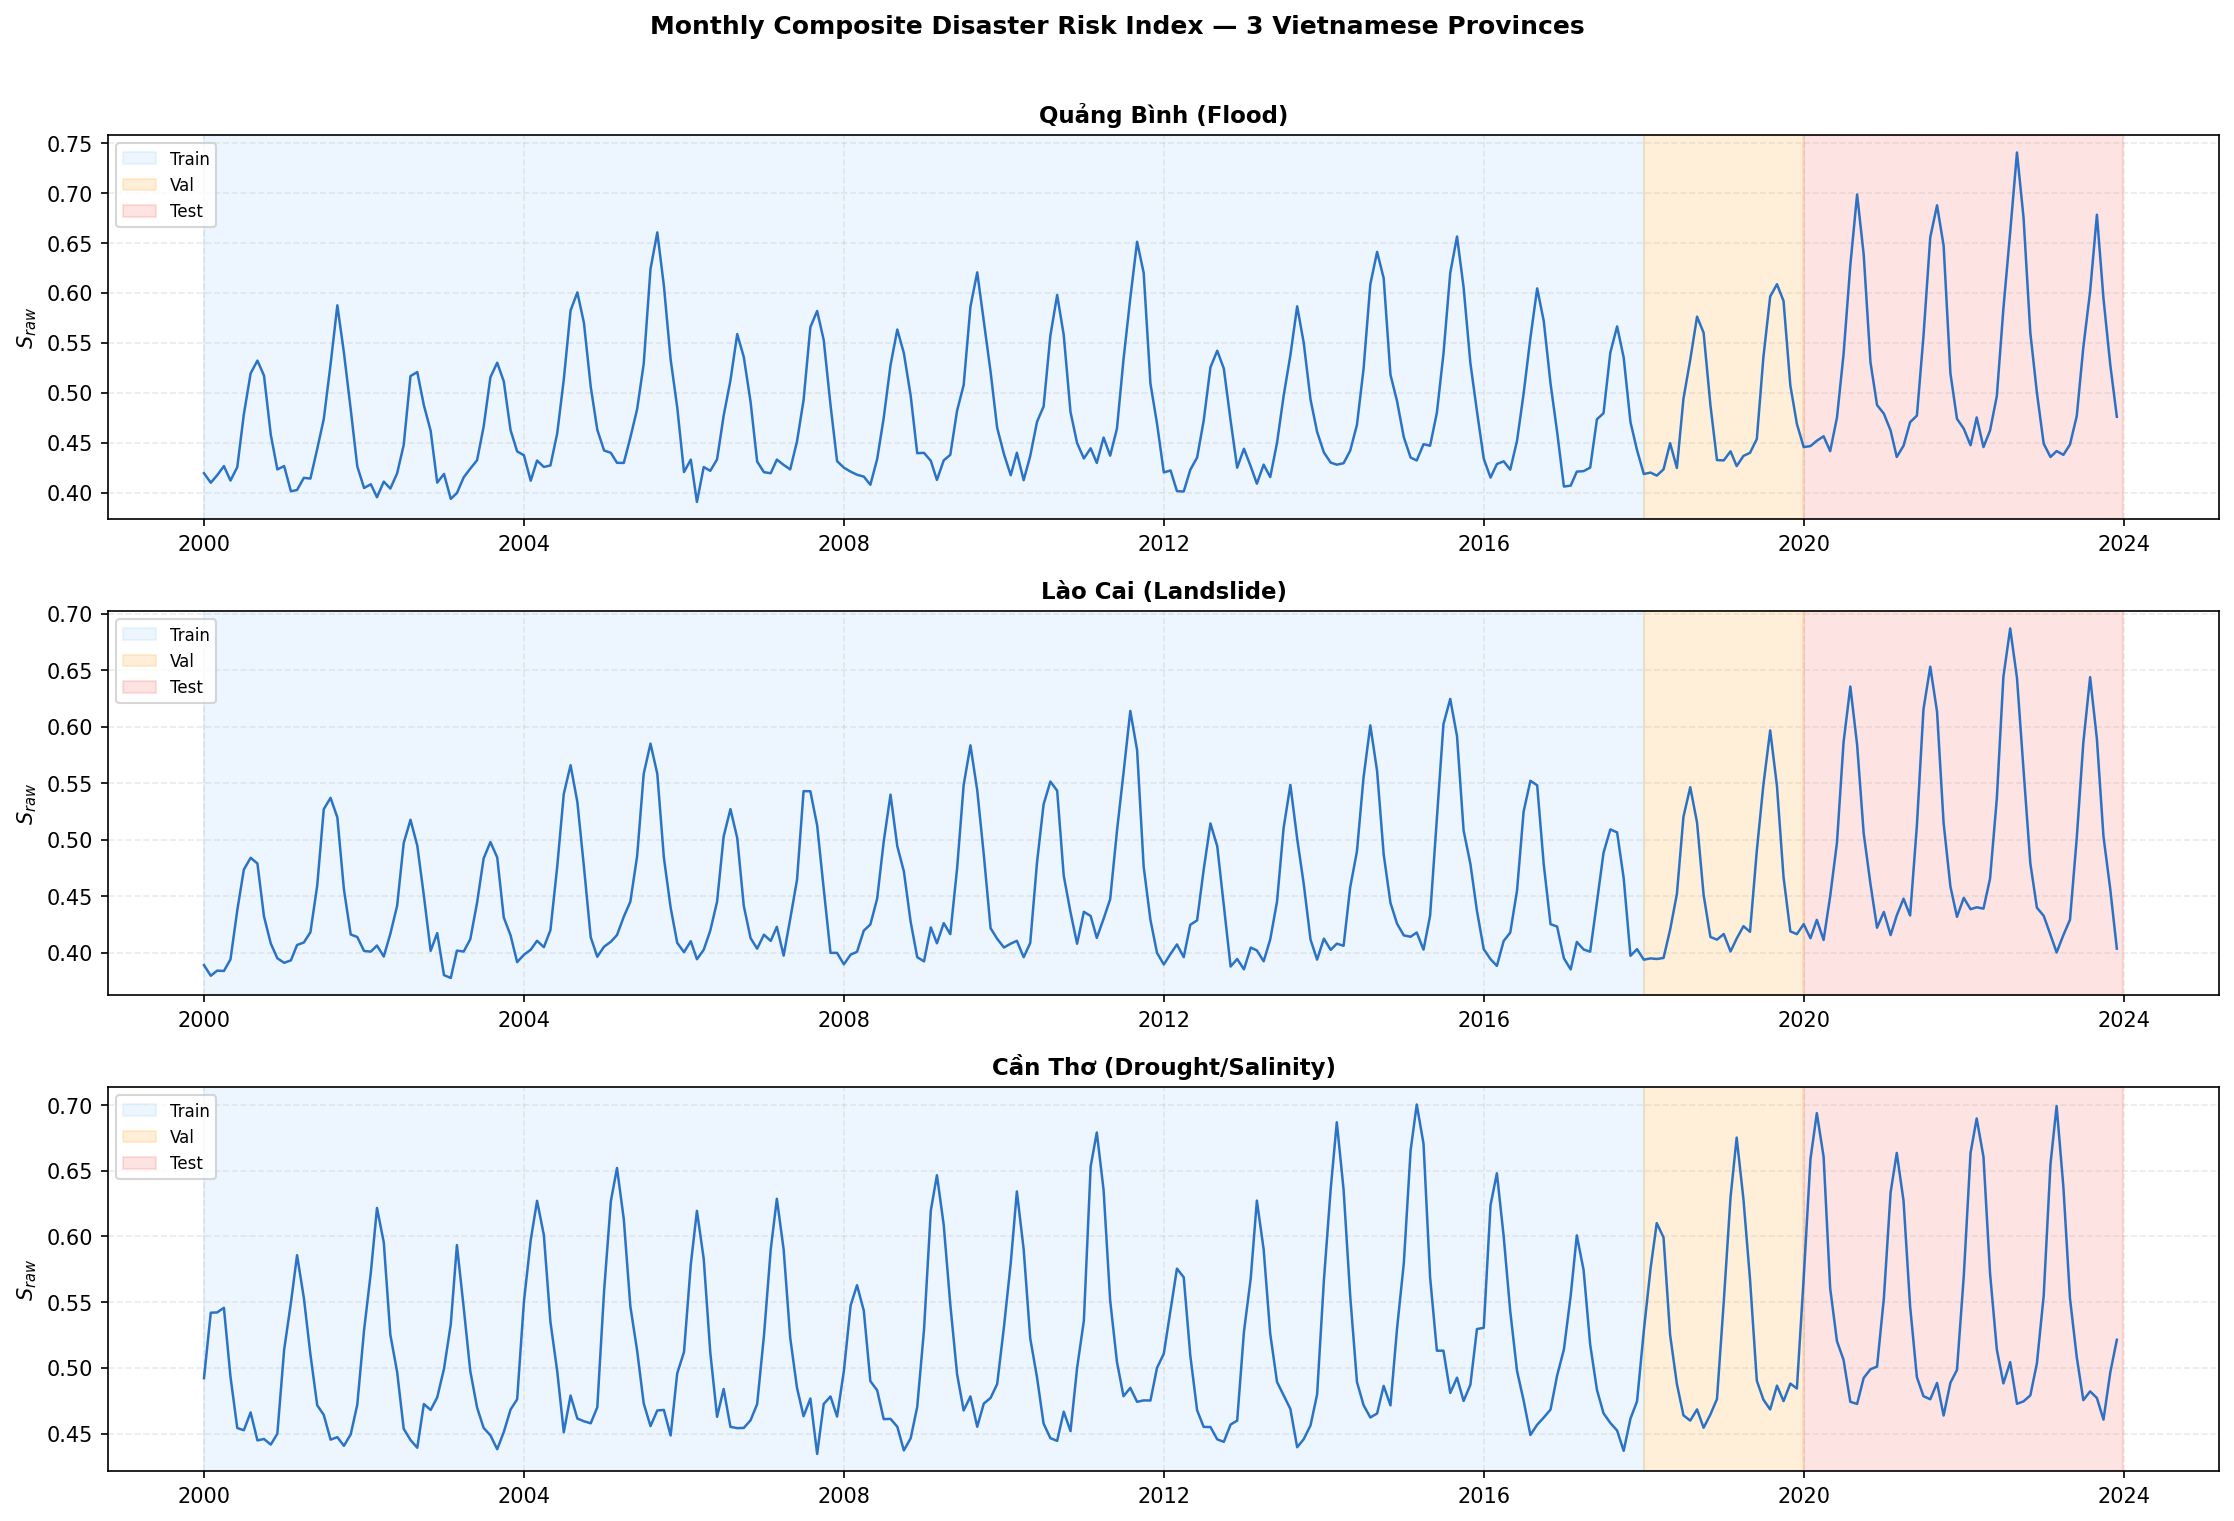 Monthly Composite Disaster Risk Index — 3 Vietnamese Provinces
Quảng Bình (Flood)
Train
Val
Test
S_raw
0.75
0.70
0.65
0.60
0.55
0.50
0.45
0.40
2000 2004 2008 2012 2016 2020 2024
Lào Cai (Landslide)
Train
Val
Test
S_raw
0.70
0.65
0.60
0.55
0.50
0.45
0.40
2000 2004 2008 2012 2016 2020 2024
Cần Thơ (Drought/Salinity)
Train
Val
Test
S_raw
0.70
0.65
0.60
0.55
0.50
0.45
2000 2004 2008 2012 2016 2020 2024